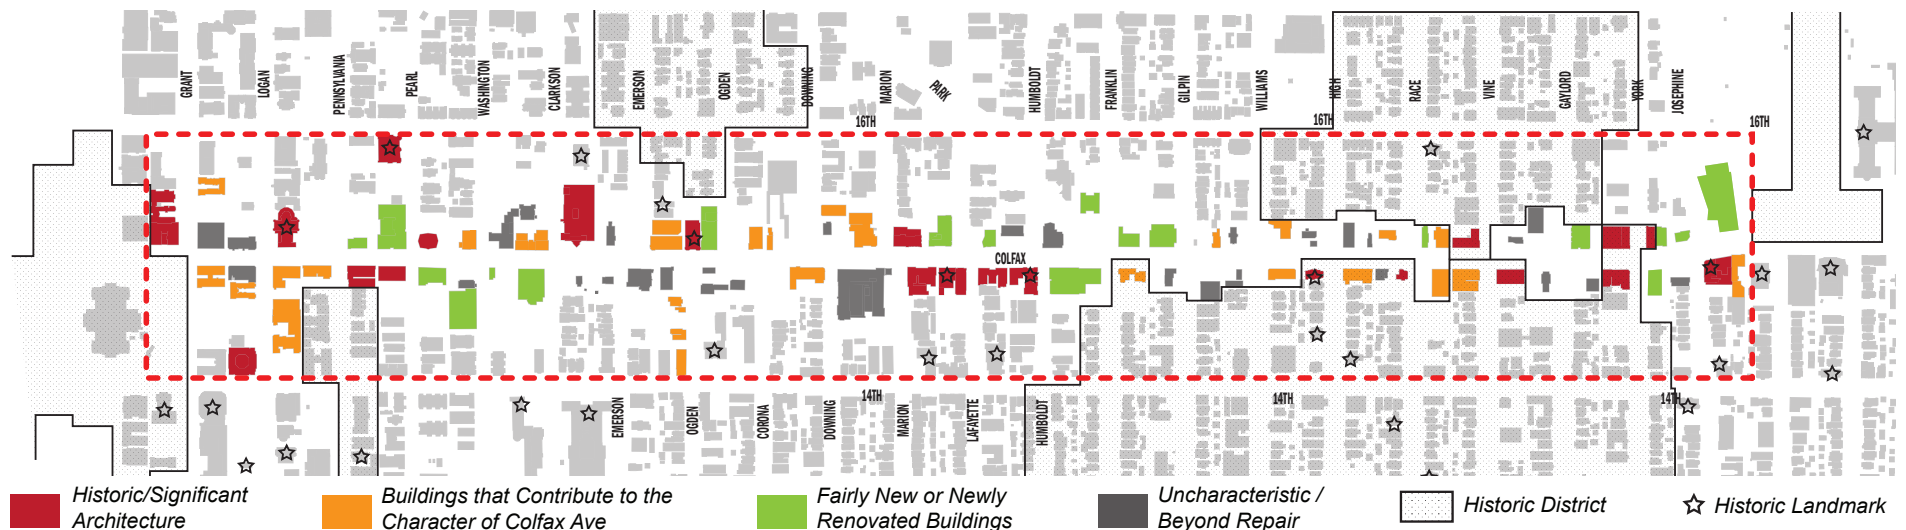 GRANT
LOGAN
PENNSYLVANIA
PEARL
WASHINGTON
CLARKSON
EMERSON
OGDEN
DOWNING
MARION
PARK
HUMBOLDT
FRANKLIN
GILPIN
WILLIAMS
HIGH
RACE
VINE
GAYLORD
YORK
JOSEPHINE
16TH
16TH
16TH
COLFAX
14TH
14TH
14TH
EMERSON
OGDEN
CORONA
DOWNING
MARION
LAFAYETTE
HUMBOLDT
Historic/Significant
Architecture
Buildings that Contribute to the
Character of Colfax Ave
Fairly New or Newly
Renovated Buildings
Uncharacteristic /
Beyond Repair
Historic District
Historic Landmark